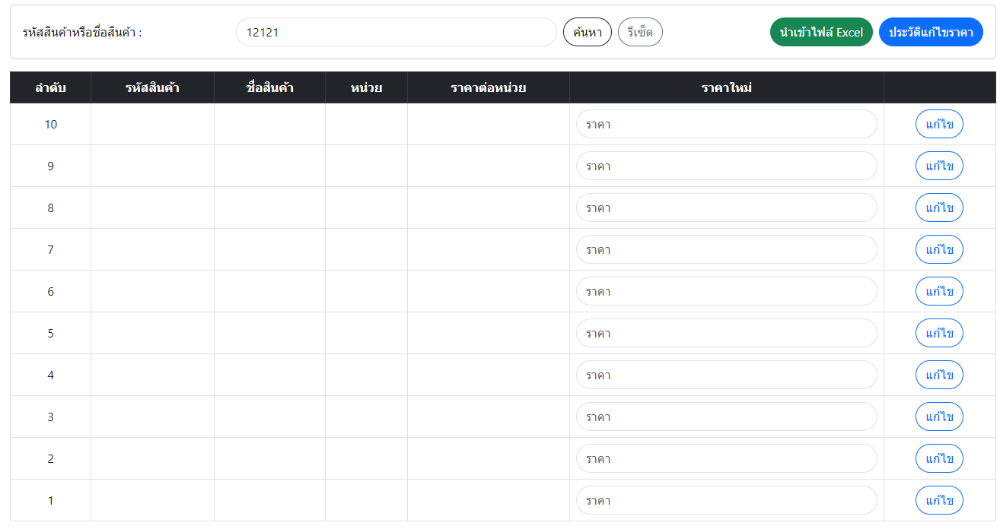 รหัสสินค้าหรือชื่อสินค้า : 12121 ค้นหา รีเซ็ต นำเข้าไฟล์ Excel ประวัติแก้ไขราคา
ลำดับ รหัสสินค้า ชื่อสินค้า หน่วย ราคาต่อหน่วย ราคาใหม่
10 ราคา แก้ไข
9 ราคา แก้ไข
8 ราคา แก้ไข
7 ราคา แก้ไข
6 ราคา แก้ไข
5 ราคา แก้ไข
4 ราคา แก้ไข
3 ราคา แก้ไข
2 ราคา แก้ไข
1 ราคา แก้ไข